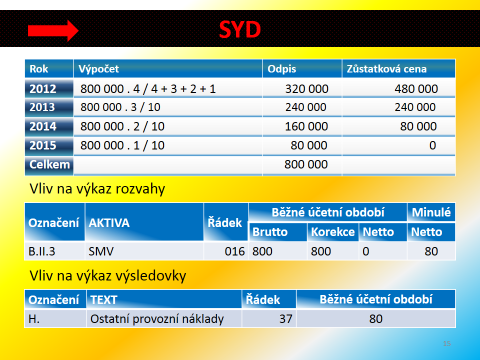 SYD
Rok Výpočet Odpis Zůstatková cena
2012 800 000 . 4 / 4 + 3 + 2 + 1 320 000 480 000
2013 800 000 . 3 / 10 240 000 240 000
2014 800 000 . 2 / 10 160 000 80 000
2015 800 000 . 1 / 10 80 000 0
Celkem 800 000
Vliv na výkaz rozvahy
Označení AKTIVA Řádek Běžné účetní období Minulé
Brutto Korekce Netto Netto
B.II.3 SMV 016 800 800 0 80
Vliv na výkaz výsledovky
Označení TEXT Řádek Běžné účetní období
H. Ostatní provozní náklady 37 80